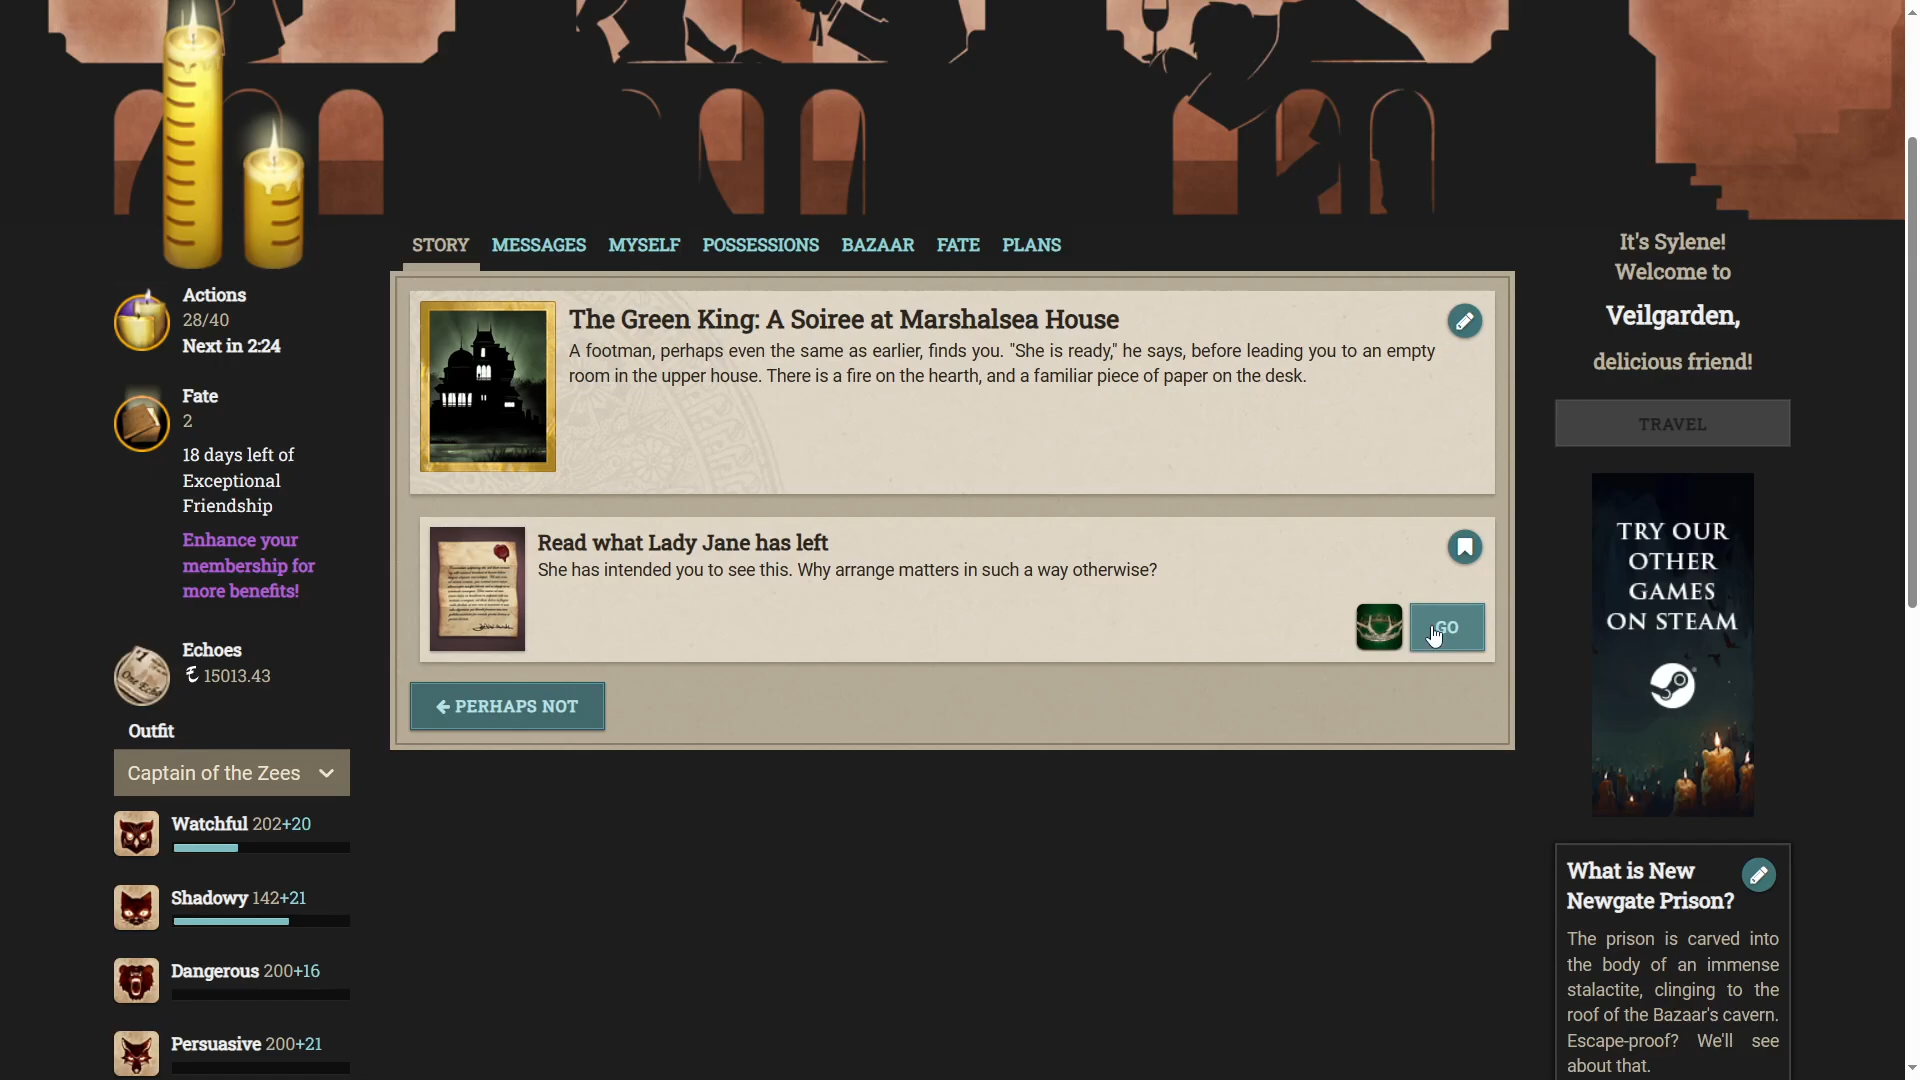 STORY MESSAGES MYSELF POSSESSIONS BAZAAR FATE PLANS
Actions
28/40
Next in 2:24
Fate
2
18 days left of
Exceptional
Friendship
Enhance your
membership for
more benefits!
Echoes
15013.43
Outfit
Captain of the Zees
Watchful 202+20
Shadowy 142+21
Dangerous 200+16
Persuasive 200+21
The Green King: A Soiree at Marshalsea House
A footman, perhaps even the same as earlier, finds you. "She is ready," he says, before leading you to an empty
room in the upper house. There is a fire on the hearth, and a familiar piece of paper on the desk.
Read what Lady Jane has left
She has intended you to see this. Why arrange matters in such a way otherwise?
GO
PERHAPS NOT
It's Sylene!
Welcome to
Veilgarden,
delicious friend!
TRAVEL
TRY OUR
OTHER
GAMES
ON STEAM
What is New
Newgate Prison?
The prison is carved into
the body of an immense
stalactite, clinging to the
roof of the Bazaar's cavern.
Escape-proof? We'll see
about that.